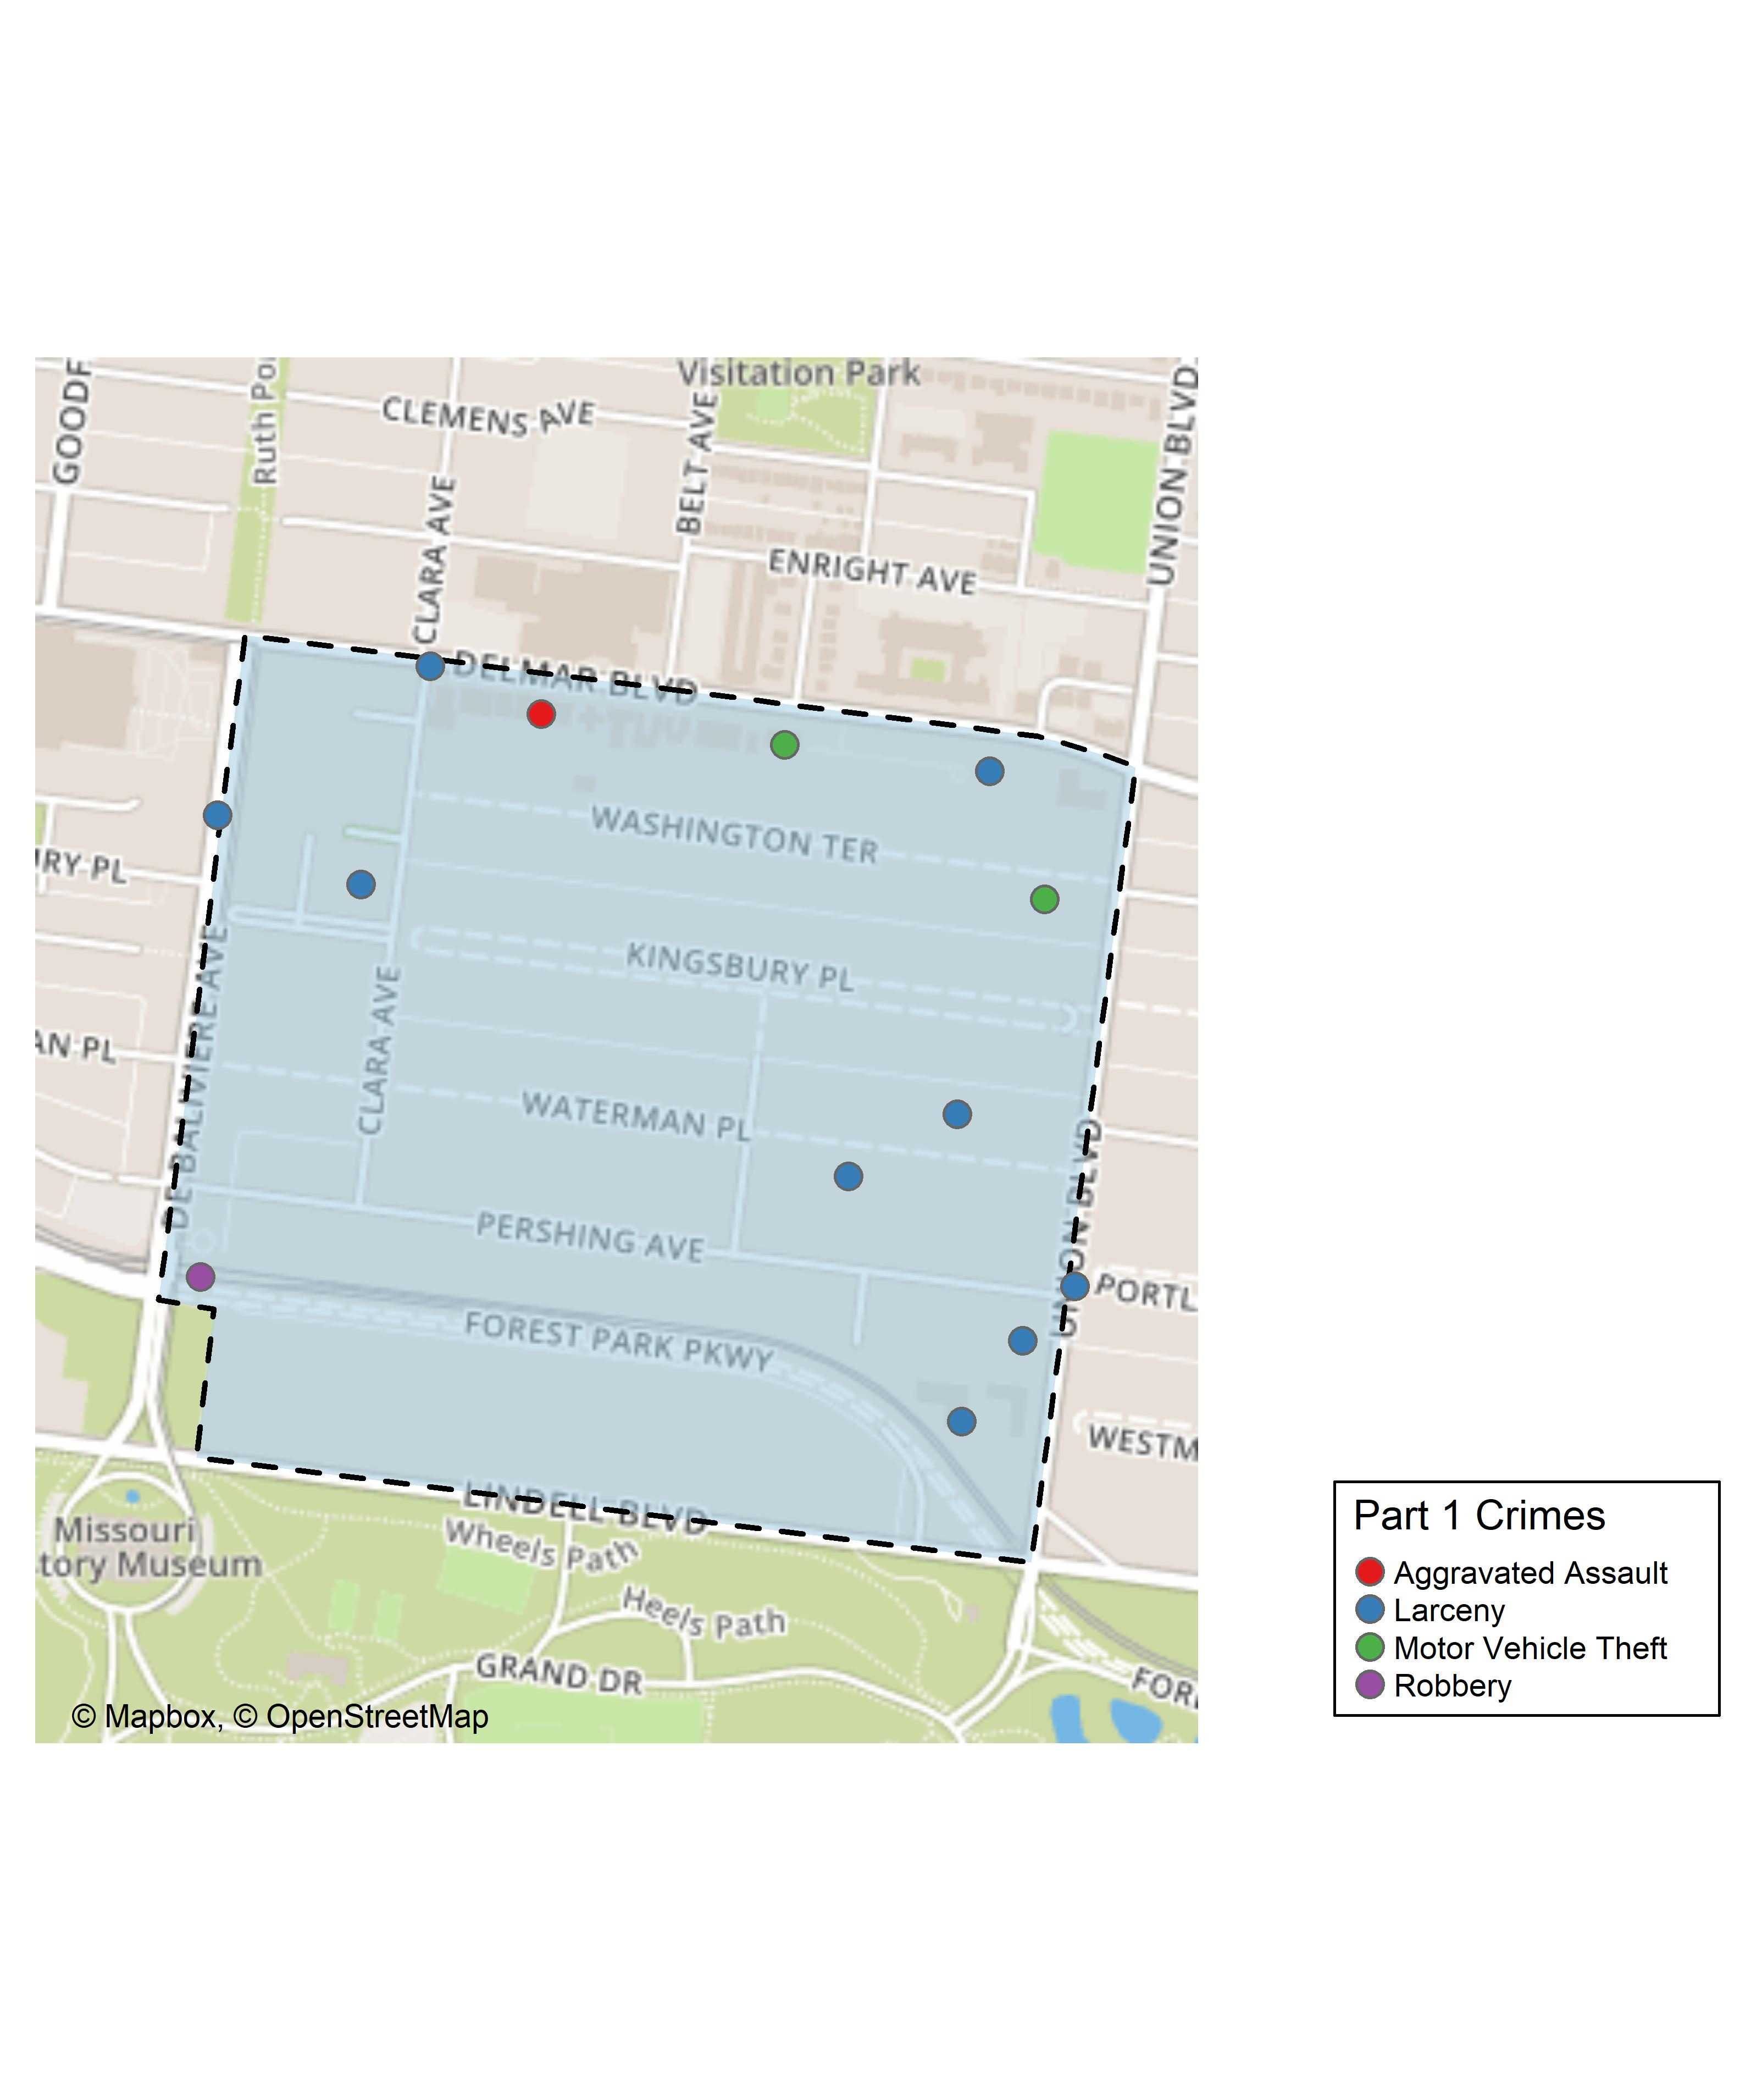 Visitation Park
GOODF
Ruth Po
CLEMENS AVE
BELT AVE
UNION BLVD
CLARA AVE
ENRIGHT AVE
DELMAR BLVD
WASHINGTON TER
RY PL
KINGSBURY PL
DE BALIVIERE AVE
CLARA AVE
AN PL
WATERMAN PL
UNION BLVD
PERSHING AVE
PORTL
FOREST PARK PKWY
WESTM
LINDELL BLVD
Wheels Path
Missouri
tory Museum
Heels Path
GRAND DR
FOR
© Mapbox, © OpenStreetMap
Part 1 Crimes
Aggravated Assault
Larceny
Motor Vehicle Theft
Robbery